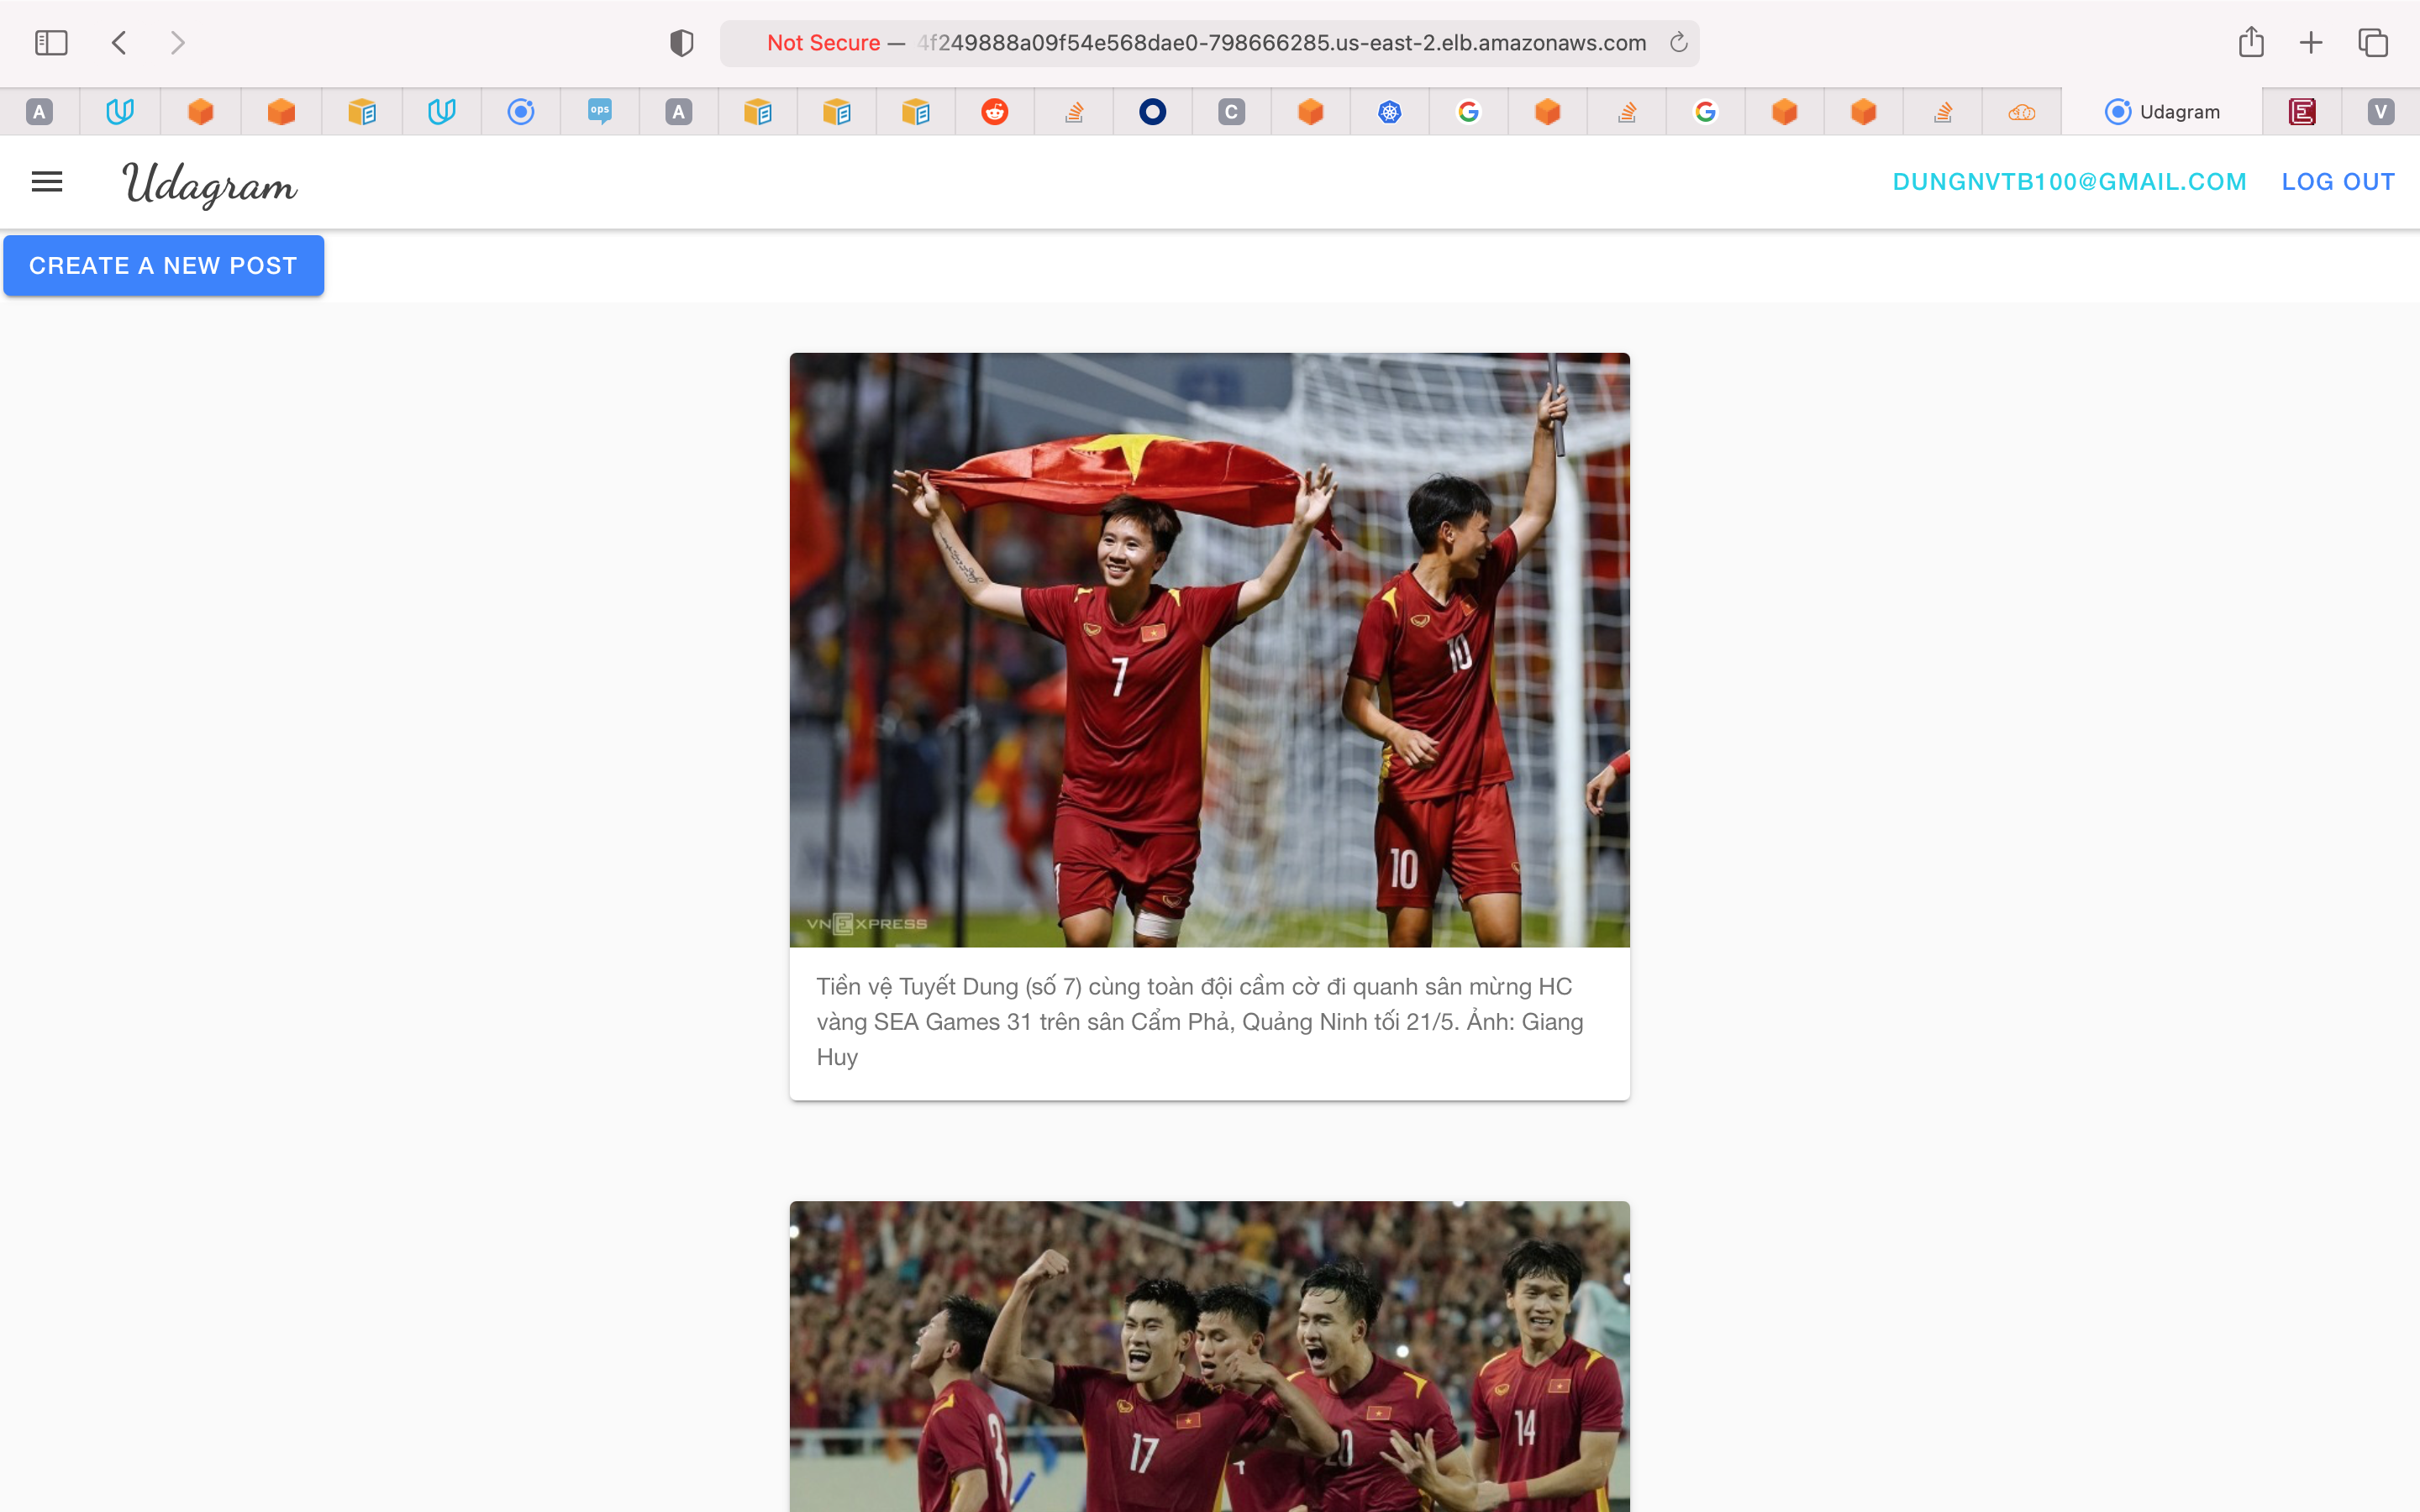 Not Secure — 4f249888a09f54e568dae0-798666285.us-east-2.elb.amazonaws.com
A
ops
A
C
G
G
Udagram
E
V
Udagram
DUNGNVTB100@GMAIL.COM
LOG OUT
CREATE A NEW POST
7
10
10
VNEXPRESS
Tiền vệ Tuyết Dung (số 7) cùng toàn đội cầm cờ đi quanh sân mừng HC
vàng SEA Games 31 trên sân Cẩm Phả, Quảng Ninh tối 21/5. Ảnh: Giang
Huy
3
17
14